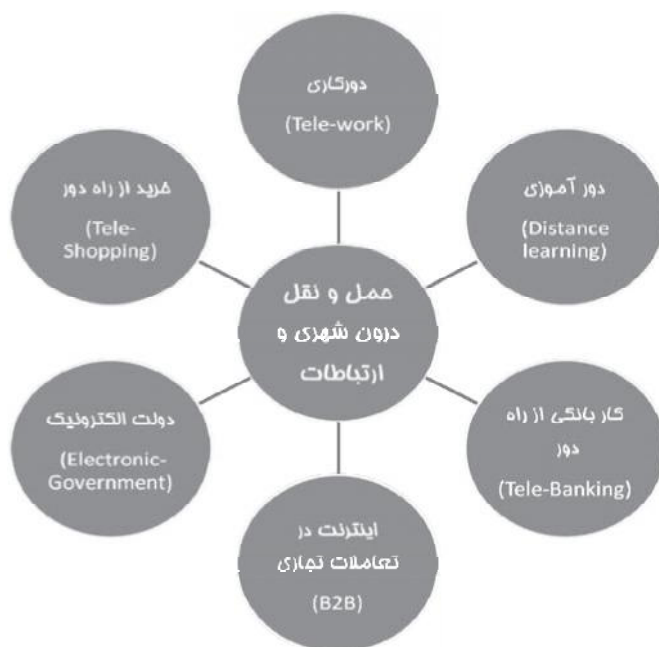 دورکاری
(Tele-work)
دور آموزی
(Distance
learning)
کار بانکی از راه
دور
(Tele-Banking)
اینترنت در
تعاملات تجاری
(B2B)
دولت الکترونیک
(Electronic-
Government)
خرید از راه دور
(Tele-
Shopping)
حمل و نقل
درون شهری و
ارتباطات